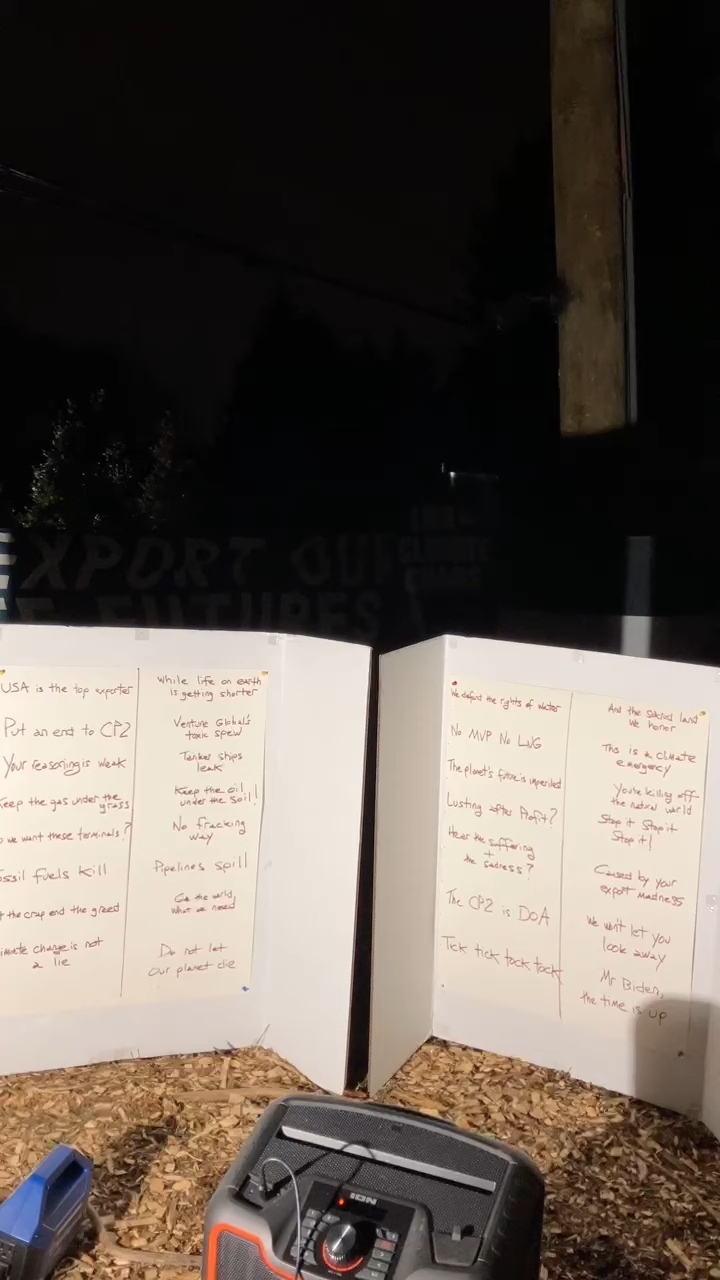 XPORT OUR
FUTURES
CLIMATE
CHAOS
USA is the top exporter
Put an end to CP2
Your reasoning is weak
Keep the gas under the
grass
we want these terminals?
ossil fuels kill
the crap end the greed
imate change is not
a lie
While life on earth
is getting shorter
Venture Global's
toxic spew
Tanker ships
leak
Keep the oil
under the soil!
No fracking
way
Pipelines spill
the world,
what we need
Do not let
our planet die
We defend the rights of water
No MVP No LNG
The planet's future is imperiled
Lusting after Profit?
Hear the suffering
+
the sadness?
The CP2 is DOA
Tick tick tock tock
And the sacred land
we honor
This is a climate
emergency
You're killing off
the natural world
Stop it Stop it
Stop it!
Caused by your
export madness
We won't let you
look away
Mr Biden,
the time is up
ION